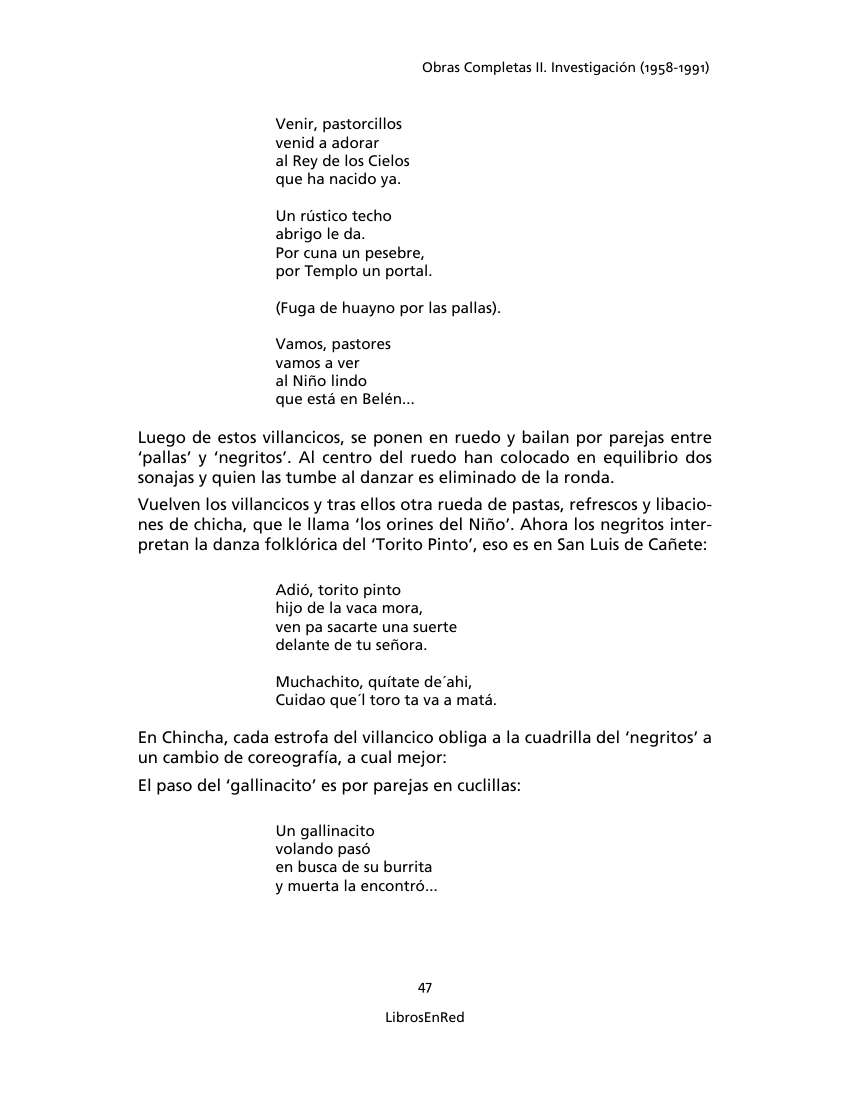 Obras Completas II. Investigación (1958-1991)
Venir, pastorcillos
venid a adorar
al Rey de los Cielos
que ha nacido ya.
Un rústico techo
abrigo le da.
Por cuna un pesebre,
por Templo un portal.
(Fuga de huayno por las pallas).
Vamos, pastores
vamos a ver
al Niño lindo
que está en Belén...
Luego de estos villancicos, se ponen en ruedo y bailan por parejas entre
‘pallas’ y ‘negritos’. Al centro del ruedo han colocado en equilibrio dos
sonajas y quien las tumbe al danzar es eliminado de la ronda.
Vuelven los villancicos y tras ellos otra rueda de pastas, refrescos y libacio-
nes de chicha, que le llama ‘los orines del Niño’. Ahora los negritos inter-
pretan la danza folklórica del ‘Torito Pinto’, eso es en San Luis de Cañete:
Adió, torito pinto
hijo de la vaca mora,
ven pa sacarte una suerte
delante de tu señora.
Muchachito, quítate de´ahi,
Cuidao que´l toro ta va a matá.
En Chincha, cada estrofa del villancico obliga a la cuadrilla del ‘negritos’ a
un cambio de coreografía, a cual mejor:
El paso del ‘gallinacito’ es por parejas en cuclillas:
Un gallinacito
volando pasó
en busca de su burrita
y muerta la encontró...
47
LibrosEnRed